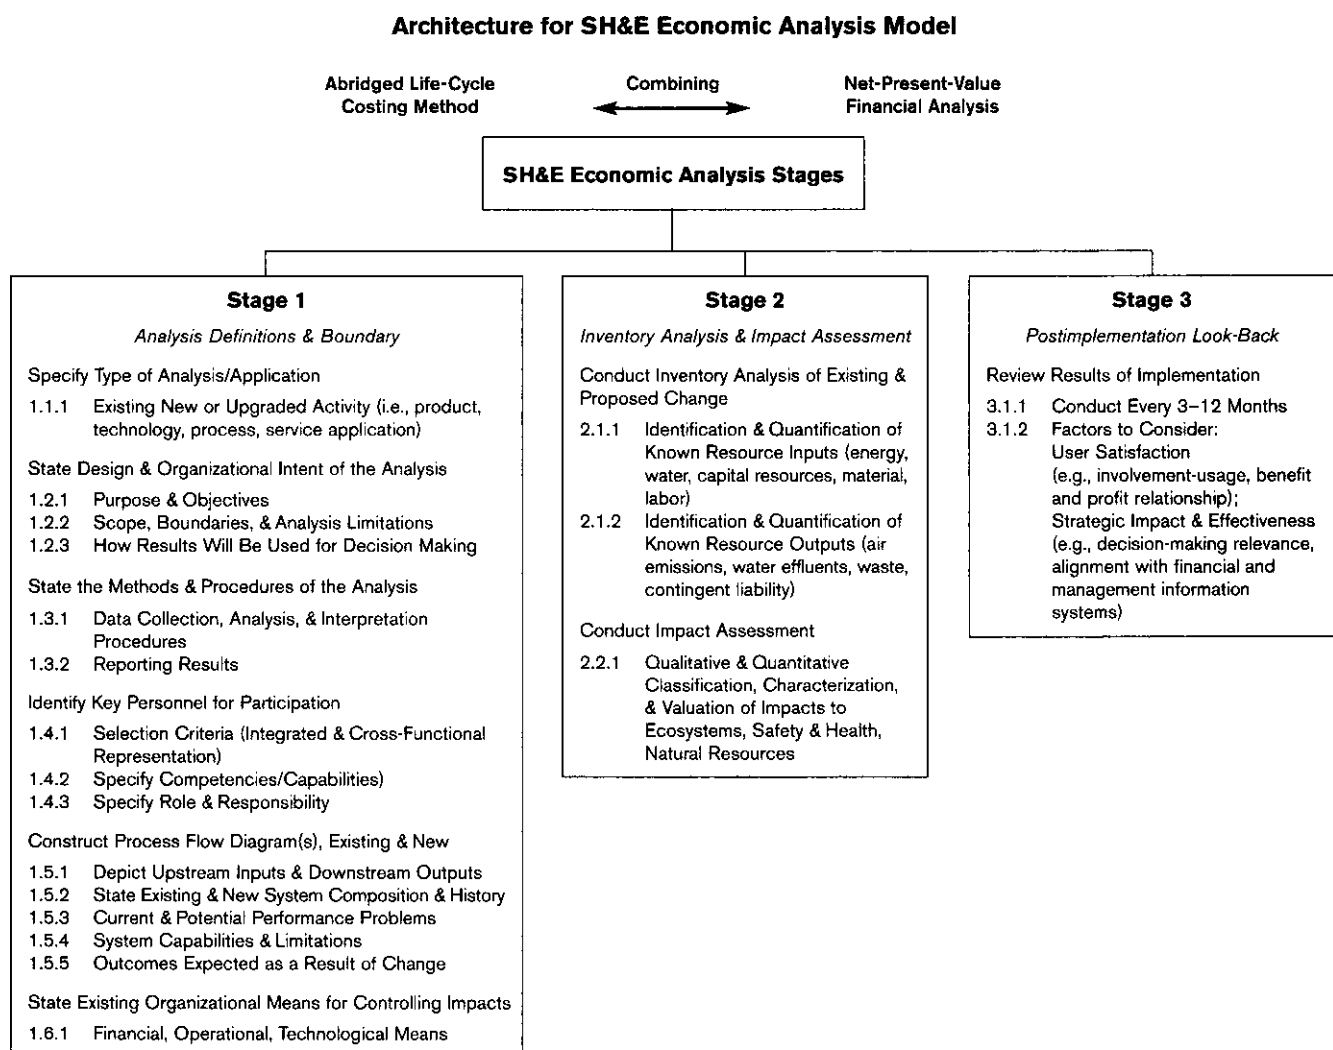 Architecture for SH&E Economic Analysis Model
Abridged Life-Cycle
Costing Method
Combining
Net-Present-Value
Financial Analysis
SH&E Economic Analysis Stages
Stage 1
Analysis Definitions & Boundary
Specify Type of Analysis/Application
1.1.1 Existing New or Upgraded Activity (i.e., product,
technology, process, service application)
State Design & Organizational Intent of the Analysis
1.2.1 Purpose & Objectives
1.2.2 Scope, Boundaries, & Analysis Limitations
1.2.3 How Results Will Be Used for Decision Making
State the Methods & Procedures of the Analysis
1.3.1 Data Collection, Analysis, & Interpretation
Procedures
1.3.2 Reporting Results
Identify Key Personnel for Participation
1.4.1 Selection Criteria (Integrated & Cross-Functional
Representation)
1.4.2 Specify Competencies/Capabilities)
1.4.3 Specify Role & Responsibility
Construct Process Flow Diagram(s), Existing & New
1.5.1 Depict Upstream Inputs & Downstream Outputs
1.5.2 State Existing & New System Composition & History
1.5.3 Current & Potential Performance Problems
1.5.4 System Capabilities & Limitations
1.5.5 Outcomes Expected as a Result of Change
State Existing Organizational Means for Controlling Impacts
1.6.1 Financial, Operational, Technological Means
Stage 2
Inventory Analysis & Impact Assessment
Conduct Inventory Analysis of Existing &
Proposed Change
2.1.1 Identification & Quantification of
Known Resource Inputs (energy,
water, capital resources, material,
labor)
2.1.2 Identification & Quantification of
Known Resource Outputs (air
emissions, water effluents, waste,
contingent liability)
Conduct Impact Assessment
2.2.1 Qualitative & Quantitative
Classification, Characterization,
& Valuation of Impacts to
Ecosystems, Safety & Health,
Natural Resources
Stage 3
Postimplementation Look-Back
Review Results of Implementation
3.1.1 Conduct Every 3–12 Months
3.1.2 Factors to Consider:
User Satisfaction
(e.g., involvement-usage, benefit
and profit relationship);
Strategic Impact & Effectiveness
(e.g., decision-making relevance,
alignment with financial and
management information
systems)